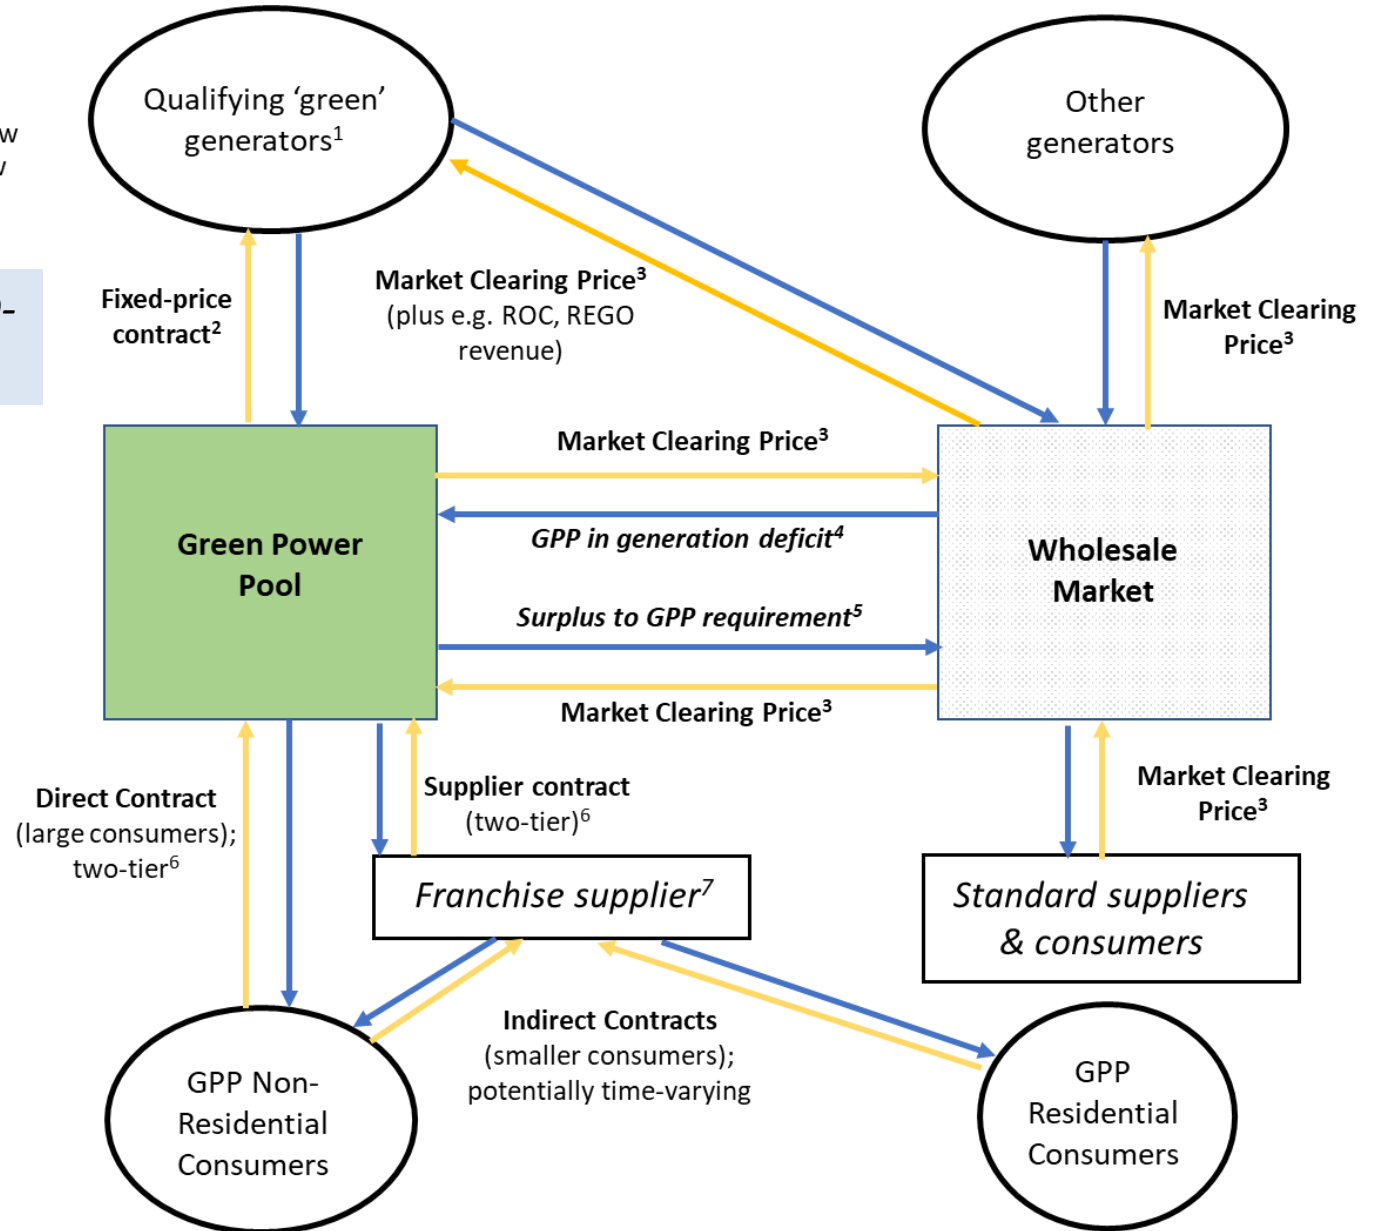 Qualifying ‘green’
generators¹
Other
generators
w
Fixed-price
contract²
Market Clearing Price³
(plus e.g. ROC, REGO
revenue)
Market Clearing
Price³
Market Clearing Price³
GPP in generation deficit⁴
Green Power
Pool
Wholesale
Market
Surplus to GPP requirement⁵
Market Clearing Price³
Direct Contract
(large consumers);
two-tier⁶
Supplier contract
(two-tier)⁶
Market Clearing
Price³
Franchise supplier⁷
Standard suppliers
& consumers
Indirect Contracts
(smaller consumers);
potentially time-varying
GPP Non-
Residential
Consumers
GPP
Residential
Consumers